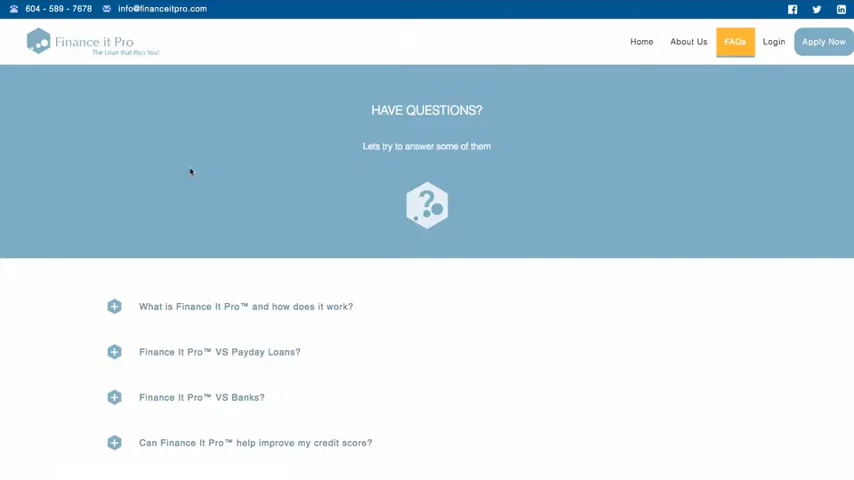 604 - 589 - 7678 info@financeitpro.com
Finance it Pro
The Loan that Pays You!
Home About Us FAQs Login Apply Now
HAVE QUESTIONS?
Lets try to answer some of them
?
What is Finance It Pro™ and how does it work?
Finance It Pro™ VS Payday Loans?
Finance It Pro™ VS Banks?
Can Finance It Pro™ help improve my credit score?